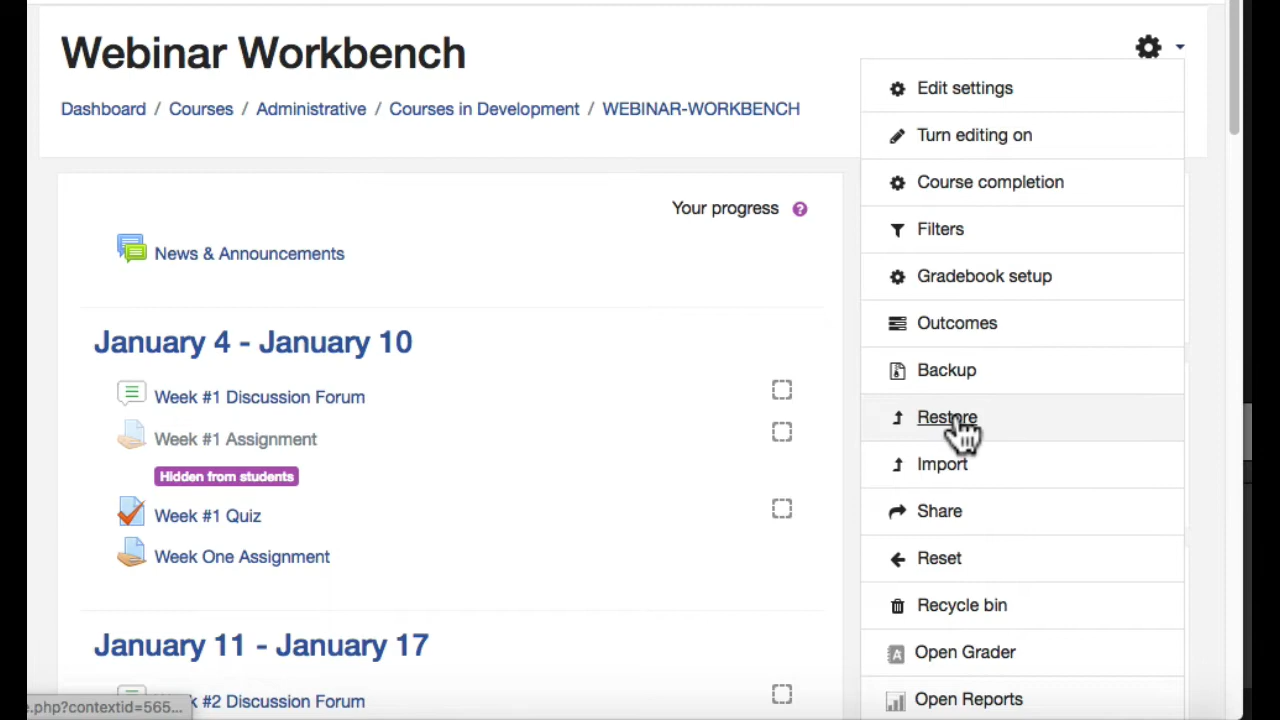 Webinar Workbench
Dashboard / Courses / Administrative / Courses in Development / WEBINAR-WORKBENCH
Your progress ?
News & Announcements
January 4 - January 10
Week #1 Discussion Forum
Week #1 Assignment
Hidden from students
Week #1 Quiz
Week One Assignment
January 11 - January 17
#2 Discussion Forum
e.php?contextid=565...
Edit settings
Turn editing on
Course completion
Filters
Gradebook setup
Outcomes
Backup
Restore
Import
Share
Reset
Recycle bin
Open Grader
Open Reports